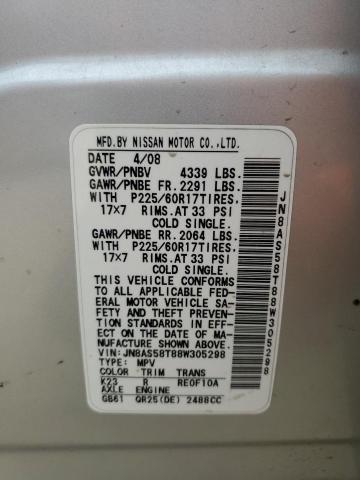 MFD.BY NISSAN MOTOR CO.,LTD.
DATE 4/08
GVWR/PNBV 4339 LBS.
GAWR/PNBE FR.2291 LBS.
WITH P225/60R17TIRES,
17×7 RIMS.AT 33 PSI
COLD SINGLE.
GAWR/PNBE RR.2064 LBS.
WITH P225/60R17TIRES,
17×7 RIMS.AT 33 PSI
COLD SINGLE.
THIS VEHICLE CONFORMS
TO ALL APPLICABLE FED-
ERAL MOTOR VEHICLE SA-
FETY AND THEFT PREVEN
TION STANDARDS IN EFF-
ECT ON THE DATE OF MA-
NUFACTURE SHOWN ABOVE.
VIN:JN8AS58T88W305298
TYPE: MPV
COLOR TRIM TRANS
K23 R RE0F10A
AXLE ENGINE
GB61 QR25(DE) 2488CC
JN8AS58T88W305298